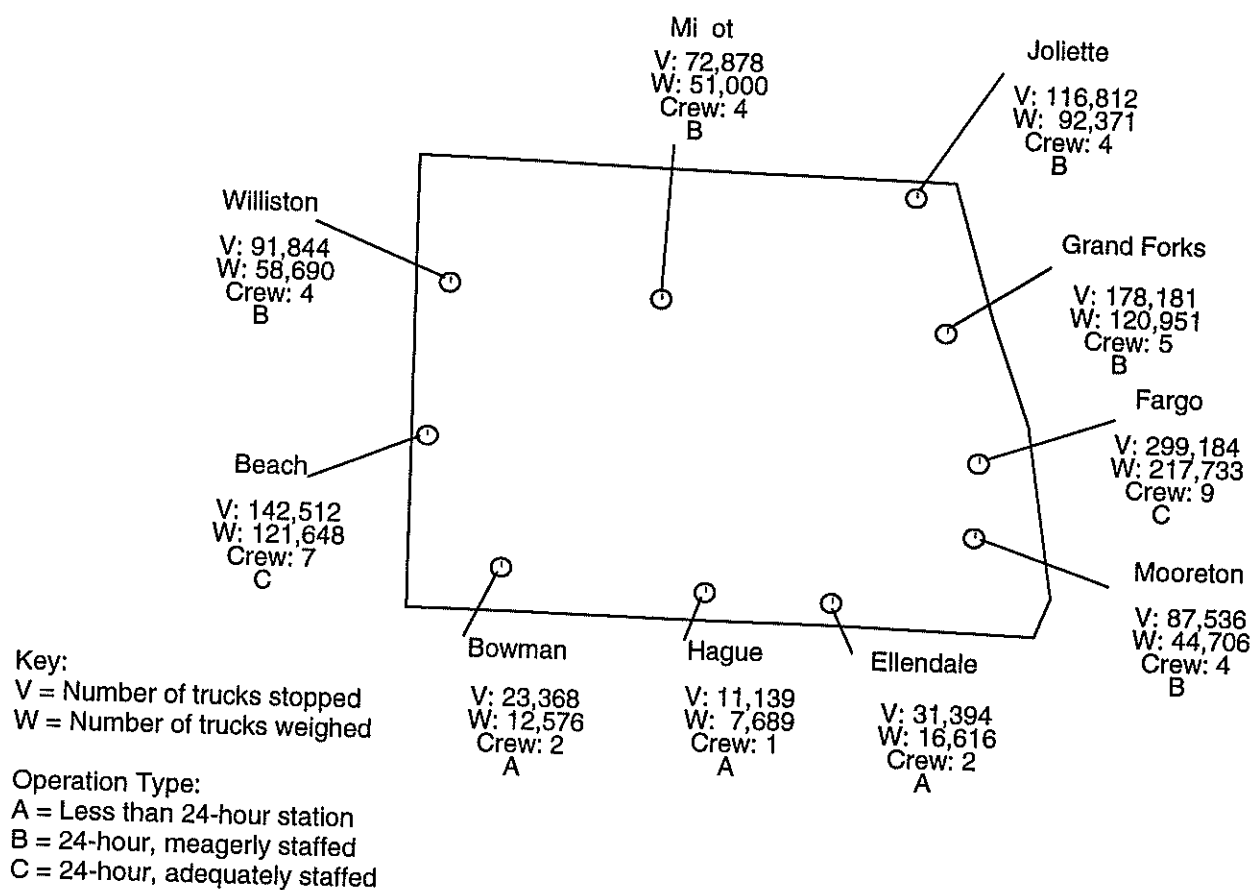 Mi ot
V: 72,878
W: 51,000
Crew: 4
B
Joliette
V: 116,812
W: 92,371
Crew: 4
B
Williston
V: 91,844
W: 58,690
Crew: 4
B
Grand Forks
V: 178,181
W: 120,951
Crew: 5
B
Fargo
V: 299,184
W: 217,733
Crew: 9
C
Beach
V: 142,512
W: 121,648
Crew: 7
C
Mooreton
V: 87,536
W: 44,706
Crew: 4
B
Bowman
V: 23,368
W: 12,576
Crew: 2
A
Hague
V: 11,139
W: 7,689
Crew: 1
A
Ellendale
V: 31,394
W: 16,616
Crew: 2
A
Key:
V = Number of trucks stopped
W = Number of trucks weighed
Operation Type:
A = Less than 24-hour station
B = 24-hour, meagerly staffed
C = 24-hour, adequately staffed